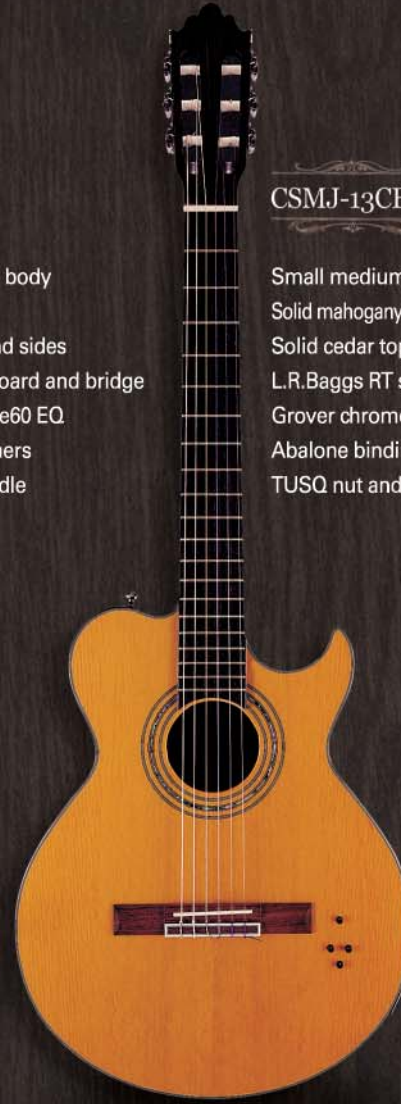 body
nd sides
oard and bridge
e60 EQ
ners
dle
CSMJ-13CE
Small medium
Solid mahogany
Solid cedar top
L.R.Baggs RT s
Grover chrome
Abalone bindi
TUSQ nut and